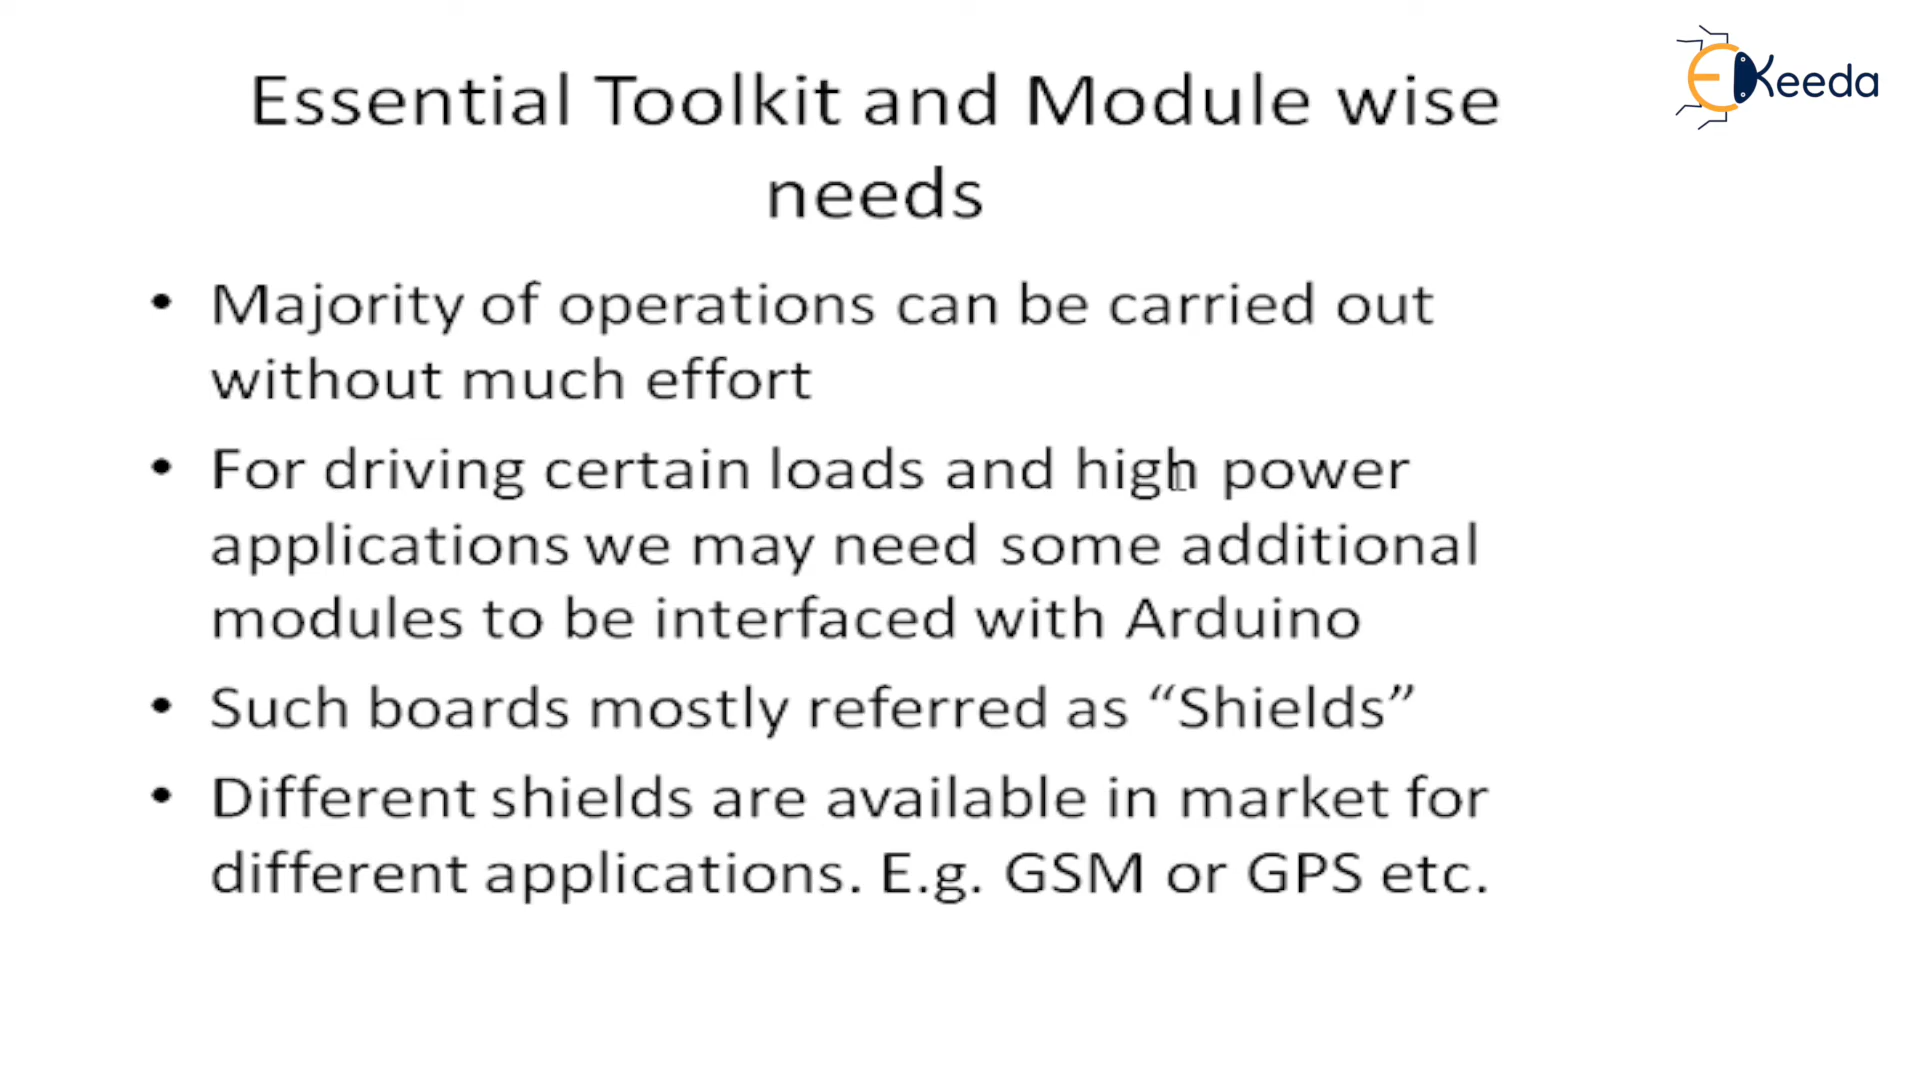 EKeeda
Essential Toolkit and Module wise
needs
• Majority of operations can be carried out
without much effort
• For driving certain loads and high power
applications we may need some additional
modules to be interfaced with Arduino
• Such boards mostly referred as “Shields”
• Different shields are available in market for
different applications. E.g. GSM or GPS etc.